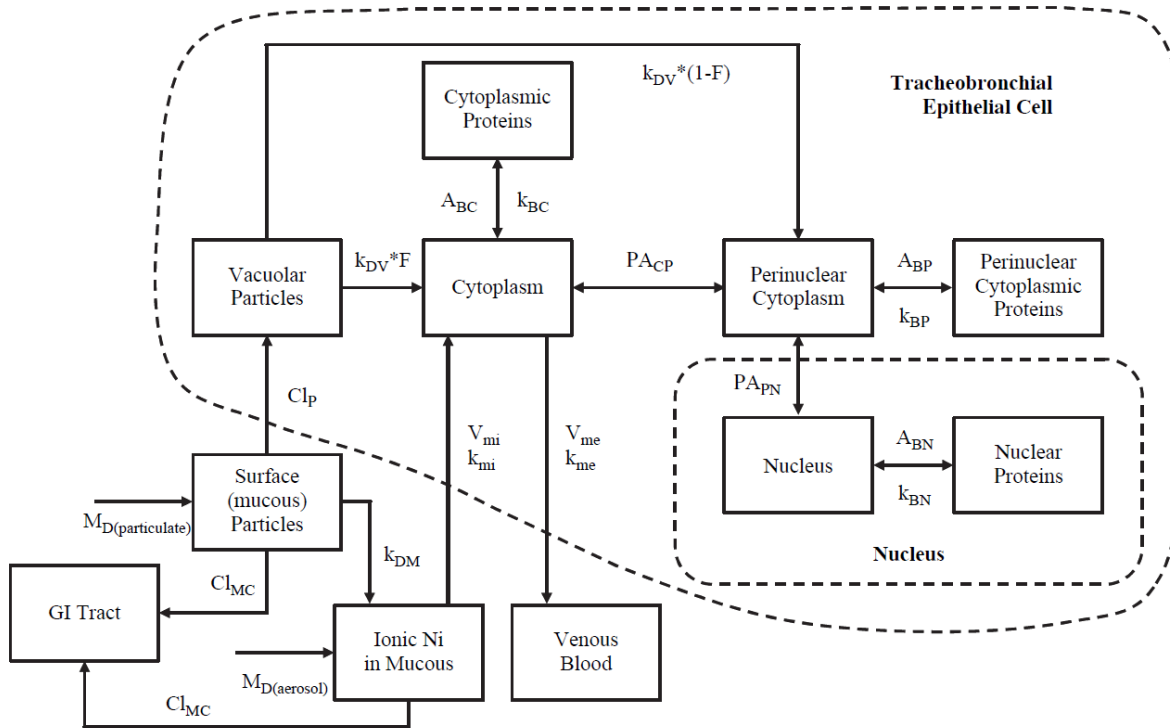 k_DV*(1-F)
Tracheobronchial
Epithelial Cell
Cytoplasmic
Proteins
A_BC
k_BC
Vacuolar
Particles
k_DV*F
Cytoplasm
PA_CP
Perinuclear
Cytoplasm
A_BP
k_BP
Perinuclear
Cytoplasmic
Proteins
Cl_P
V_mi
k_mi
V_me
k_me
PA_PN
Nucleus
A_BN
k_BN
Nuclear
Proteins
Nucleus
Surface
(mucous)
Particles
M_D(particulate)
k_DM
Cl_MC
GI Tract
Ionic Ni
in Mucous
Venous
Blood
M_D(aerosol)
Cl_MC